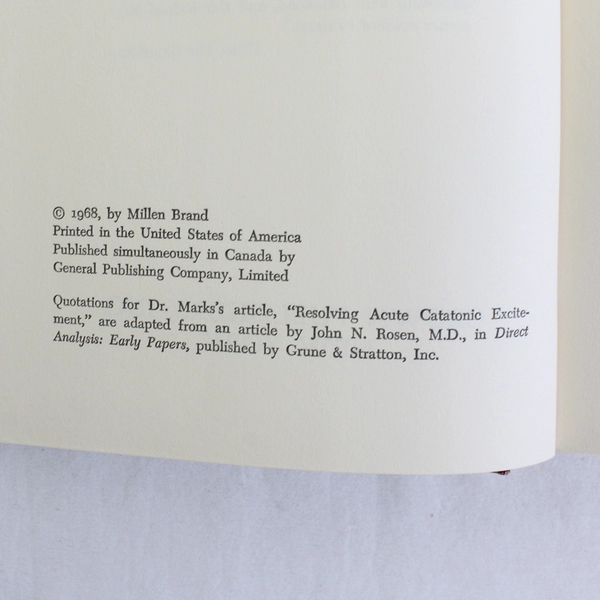 © 1968, by Millen Brand
Printed in the United States of America
Published simultaneously in Canada by
General Publishing Company, Limited
Quotations for Dr. Marks's article, “Resolving Acute Catatonic Excite-
ment,” are adapted from an article by John N. Rosen, M.D., in Direct
Analysis: Early Papers, published by Grune & Stratton, Inc.